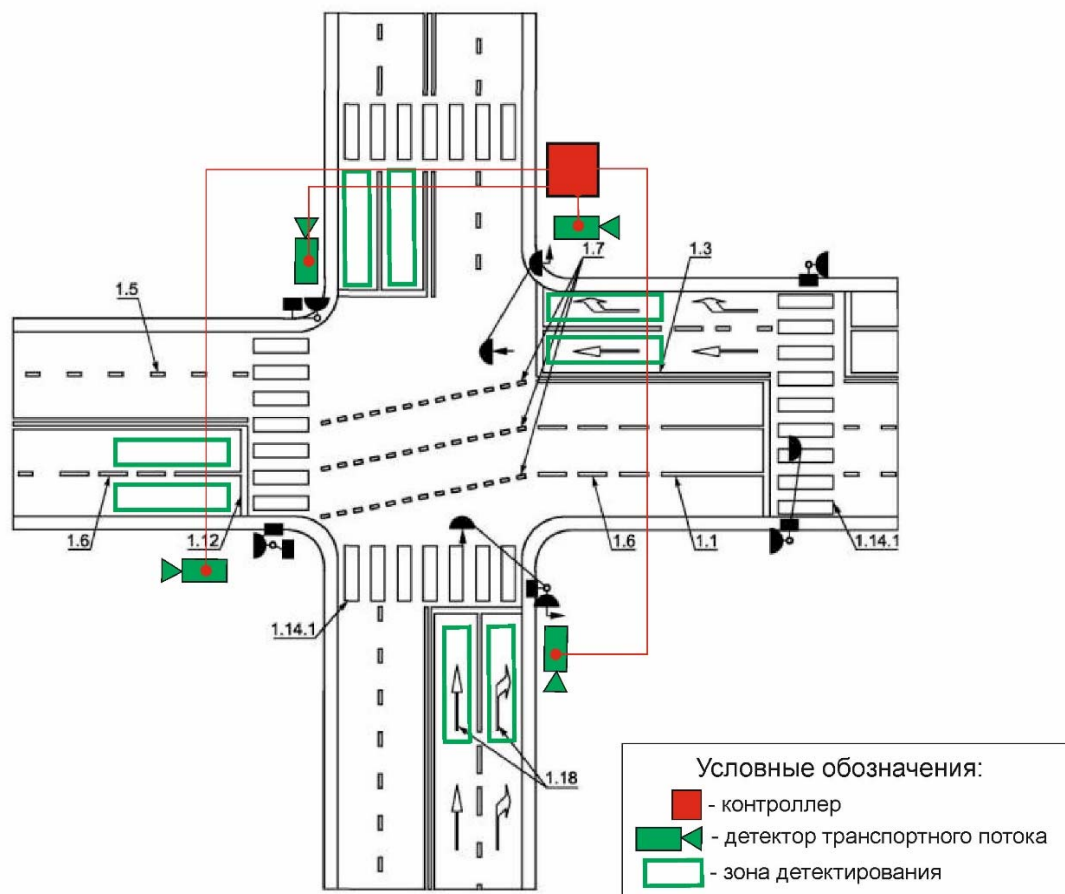 1.7
1.3
1.5
1.6
1.12
1.6
1.1
1.14.1
1.14.1
1.18
Условные обозначения:
- контроллер
- детектор транспортного потока
- зона детектирования